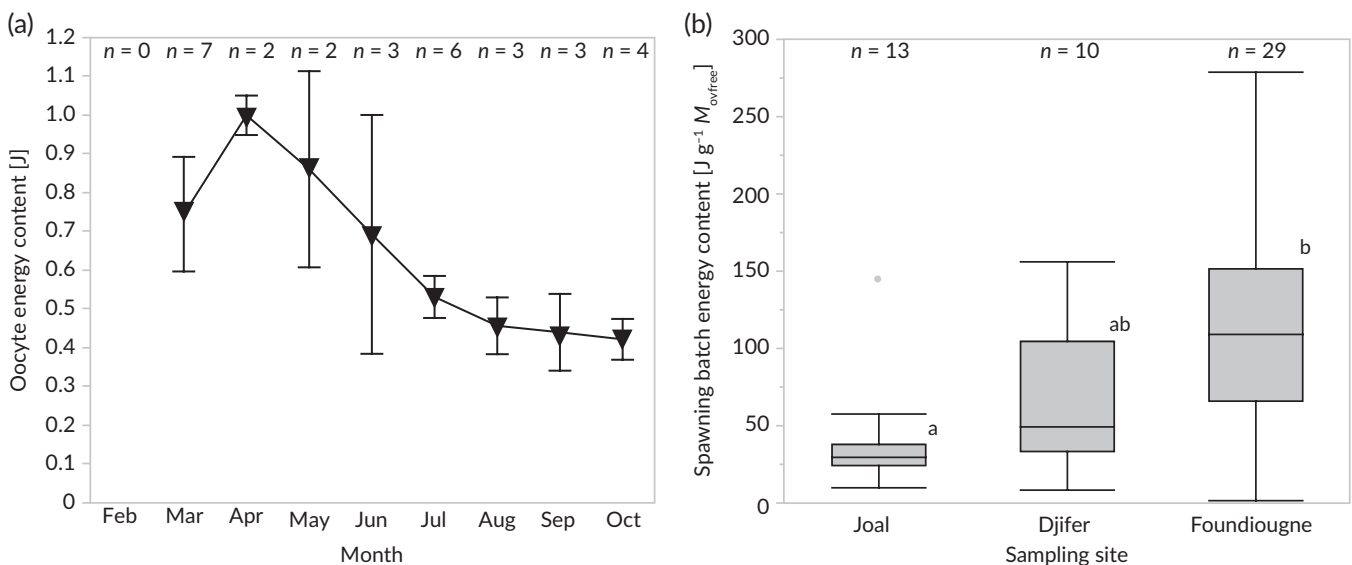 (a)
Oocyte energy content [J]
1.2
1.1
1.0
0.9
0.8
0.7
0.6
0.5
0.4
0.3
0.2
0.1
0
n = 0 n = 7 n = 2 n = 2 n = 3 n = 6 n = 3 n = 3 n = 4
Feb Mar Apr May Jun Jul Aug Sep Oct
Month
(b)
Spawning batch energy content [J g⁻¹ Movfree]
300
250
200
150
100
50
0
n = 13 n = 10 n = 29
a
ab
b
Joal Djifer Foundiougne
Sampling site